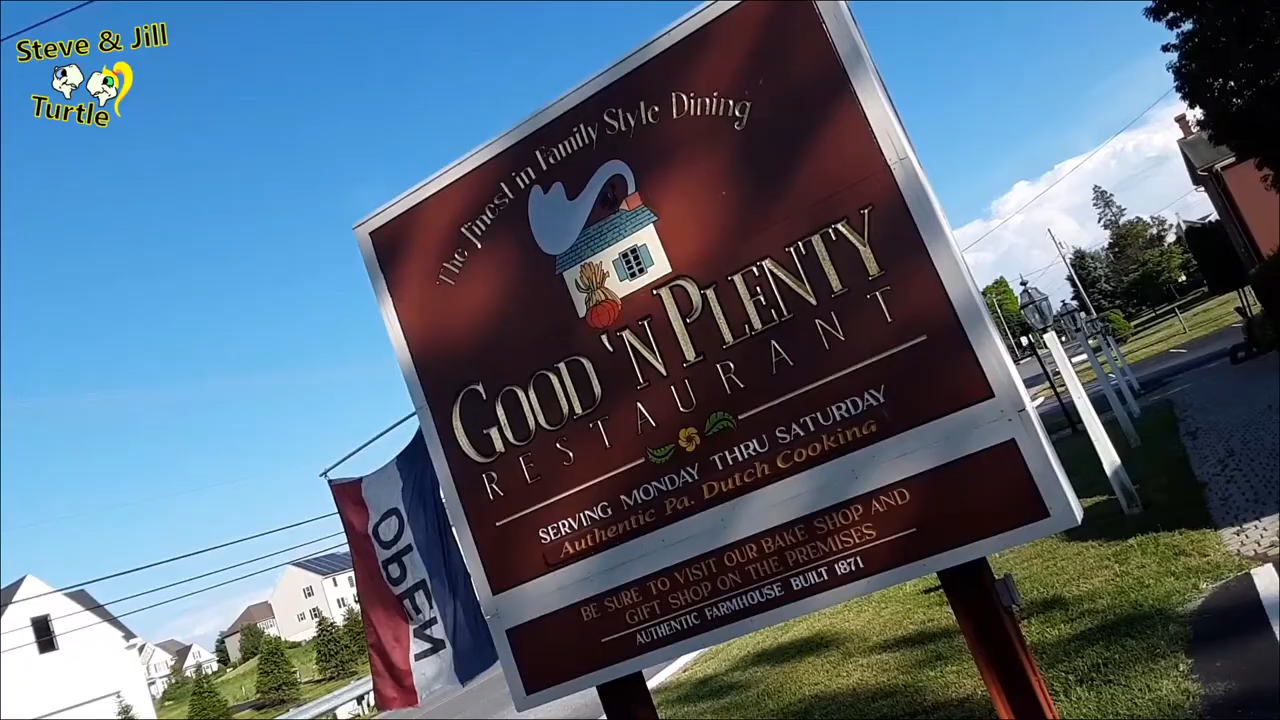 Steve & Jill
Turtle
The finest in Family Style Dining
GOOD 'N PLENTY
RESTAURANT
SERVING MONDAY THRU SATURDAY
Authentic Pa. Dutch Cooking
BE SURE TO VISIT OUR BAKE SHOP AND
GIFT SHOP ON THE PREMISES
AUTHENTIC FARMHOUSE BUILT 1871
OPEN